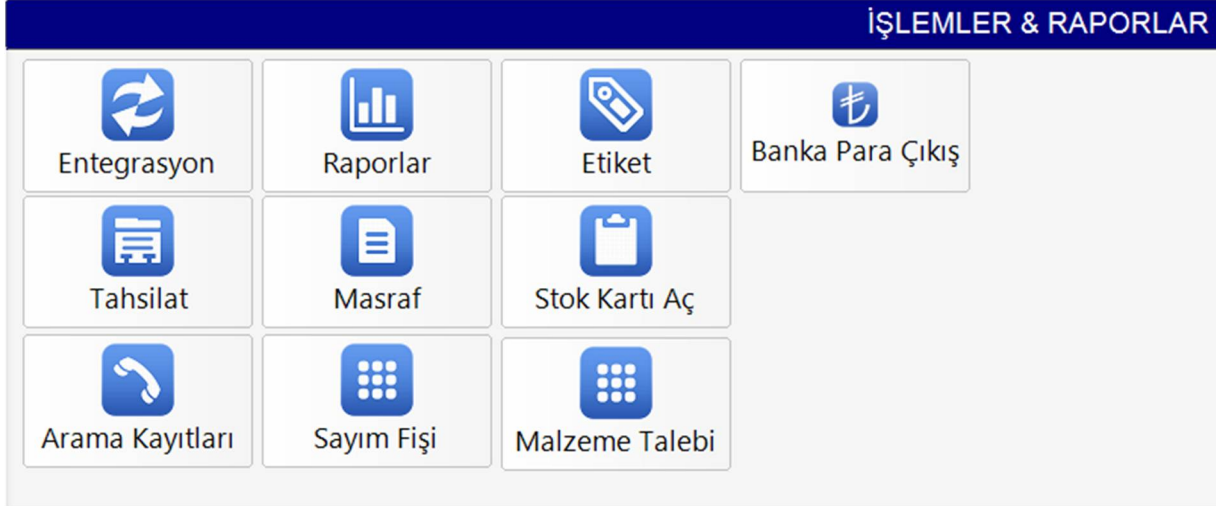 İŞLEMLER & RAPORLAR
Entegrasyon
Raporlar
Etiket
Banka Para Çıkış
Tahsilat
Masraf
Stok Kartı Aç
Arama Kayıtları
Sayım Fişi
Malzeme Talebi